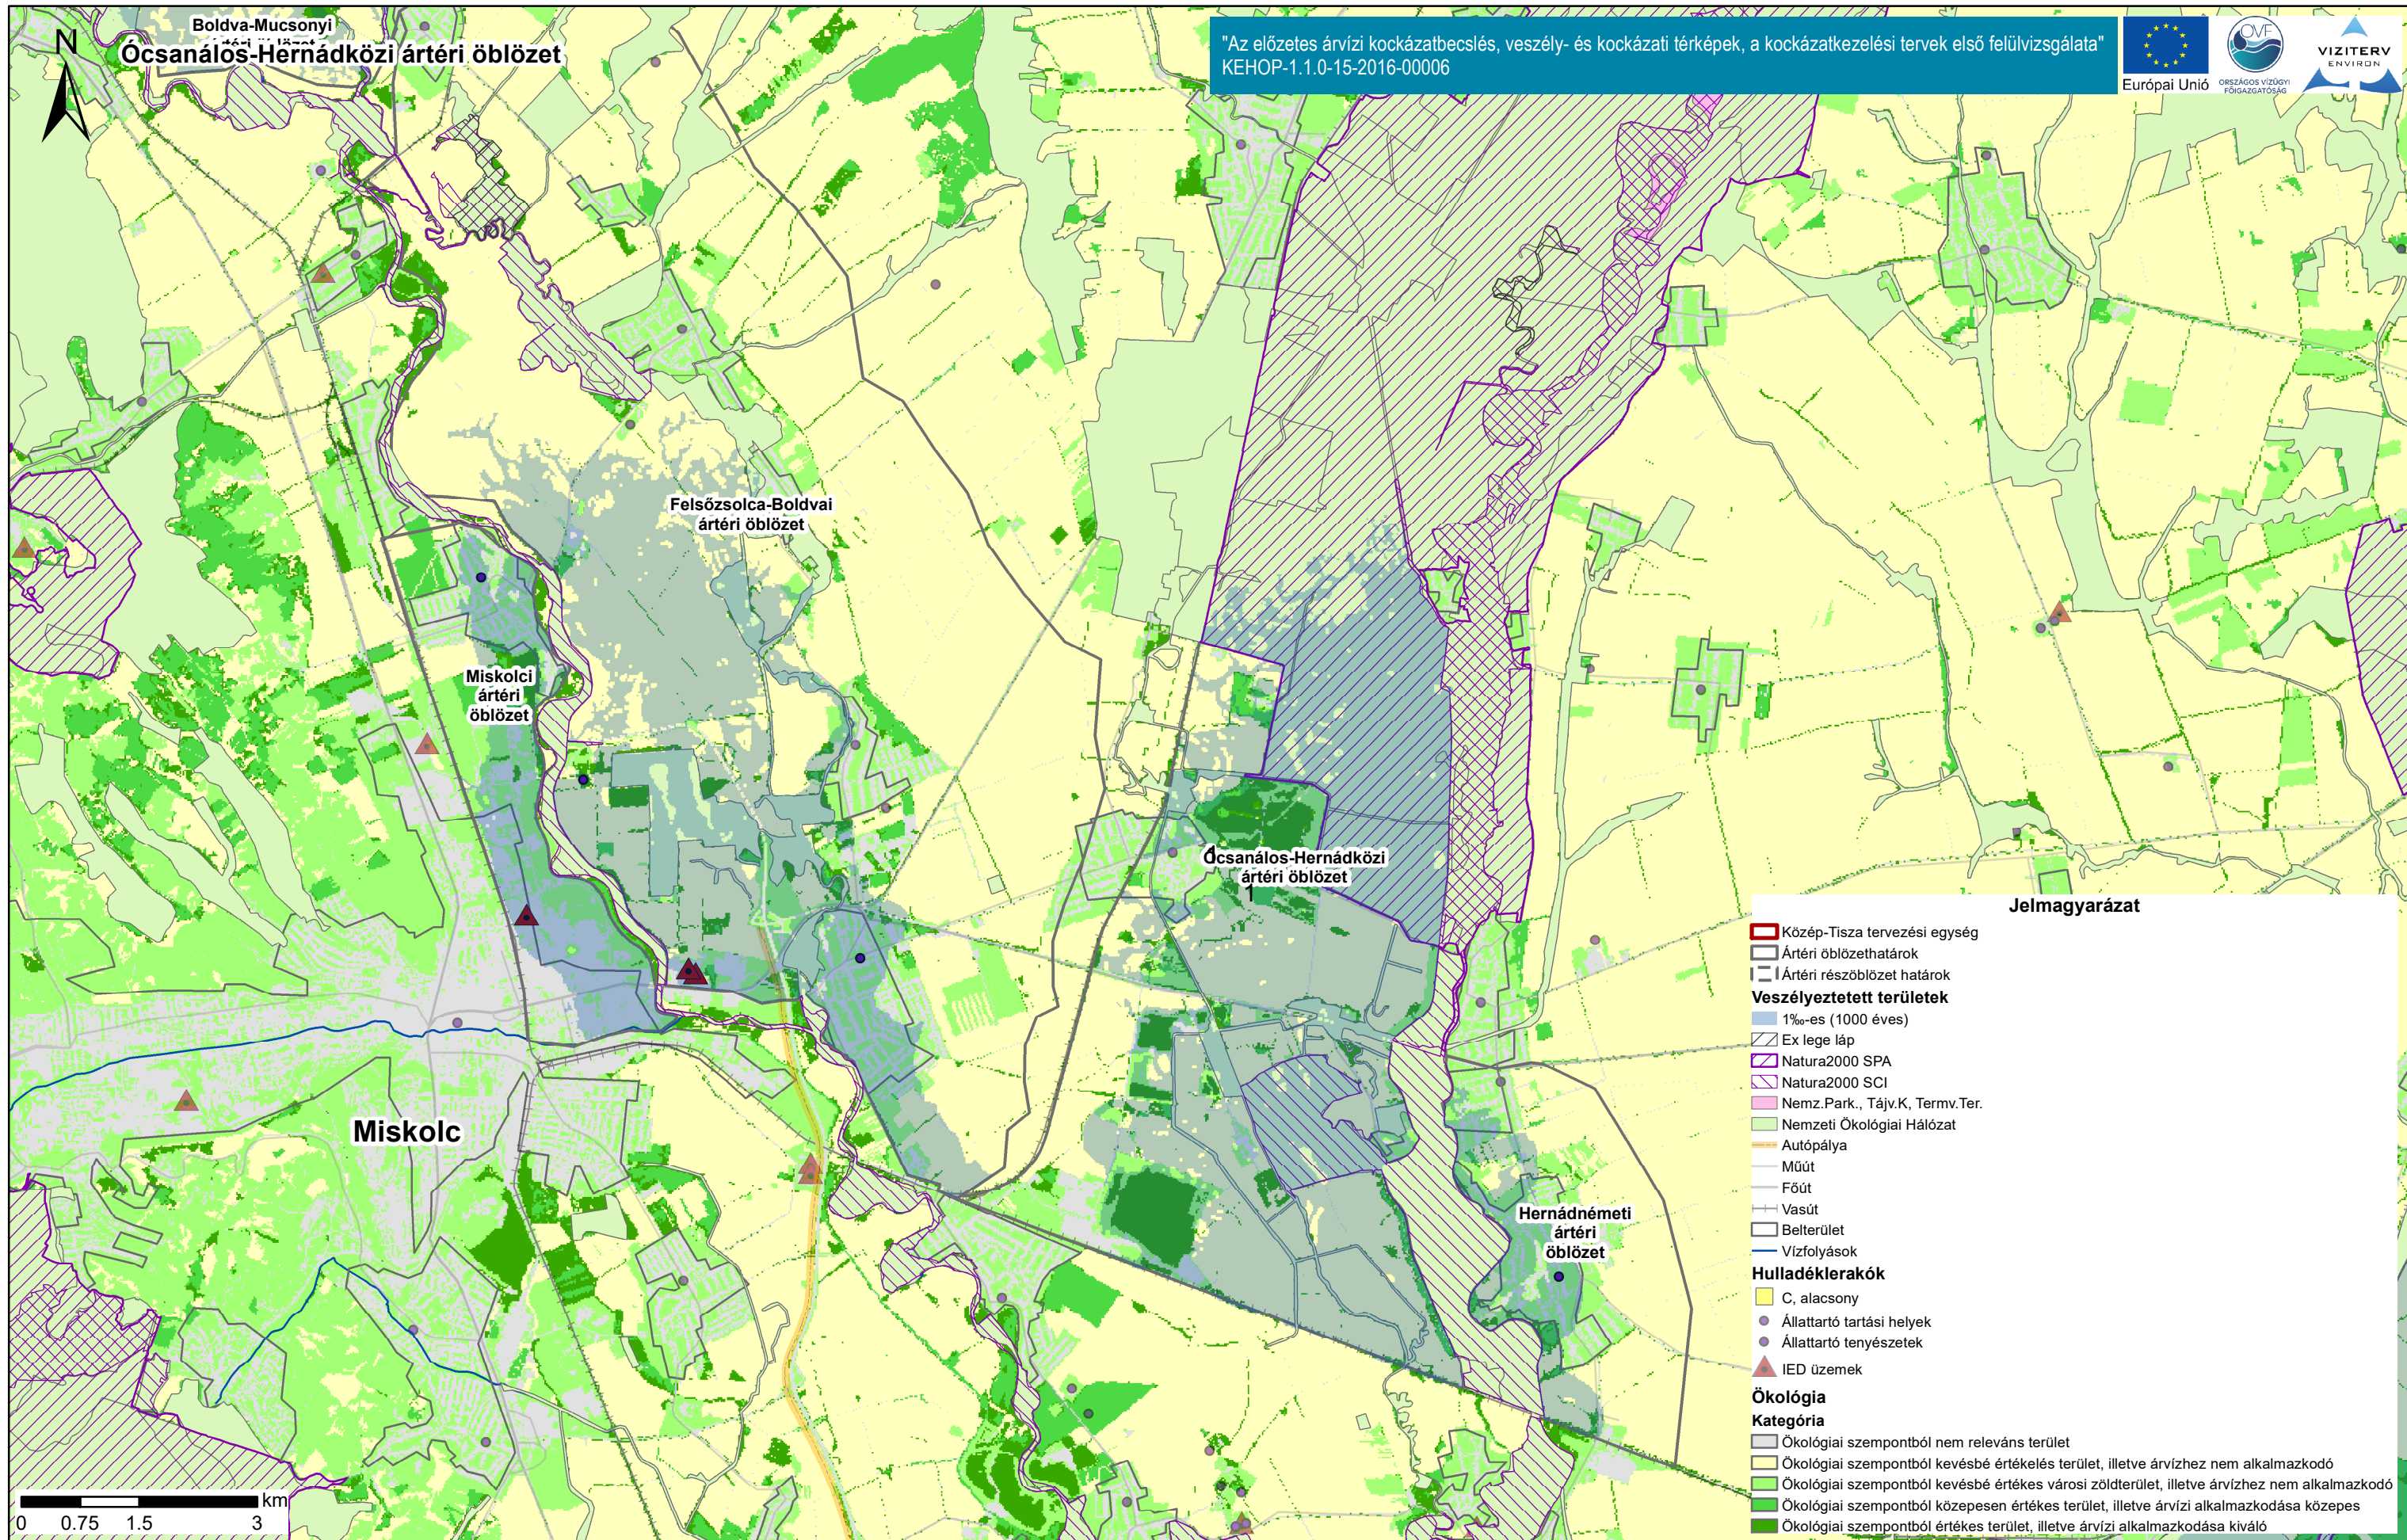 Boldva-Mucsonyi
ártéri öblözet
Ócsanálos-Hernádközi ártéri öblözet
N
"Az előzetes árvízi kockázatbecslés, veszély- és kockázati térképek, a kockázatkezelési tervek első felülvizsgálata"
KEHOP-1.1.0-15-2016-00006
Európai Unió
OVF
ORSZÁGOS VÍZÜGYI
FŐIGAZGATÓSÁG
VIZITERV
ENVIRON
Felsőzsolca-Boldvai
ártéri öblözet
Miskolci
ártéri
öblözet
Ócsanálos-Hernádközi
ártéri öblözet
1
Miskolc
Hernádnémeti
ártéri
öblözet
Jelmagyarázat
Közép-Tisza tervezési egység
Ártéri öblözethatárok
Ártéri részöblözet határok
Veszélyeztetett területek
1‰-es (1000 éves)
Ex lege láp
Natura2000 SPA
Natura2000 SCI
Nemz.Park., Tájv.K, Termv.Ter.
Nemzeti Ökológiai Hálózat
Autópálya
Műút
Főút
Vasút
Belterület
Vízfolyások
Hulladéklerakók
C, alacsony
Állattartó tartási helyek
Állattartó tenyészetek
IED üzemek
Ökológia
Kategória
Ökológiai szempontból nem releváns terület
Ökológiai szempontból kevésbé értékelés terület, illetve árvízhez nem alkalmazkodó
Ökológiai szempontból kevésbé értékes városi zöldterület, illetve árvízhez nem alkalmazkodó
Ökológiai szempontból közepesen értékes terület, illetve árvízi alkalmazkodása közepes
Ökológiai szempontból értékes terület, illetve árvízi alkalmazkodása kiváló
km
0 0.75 1.5 3